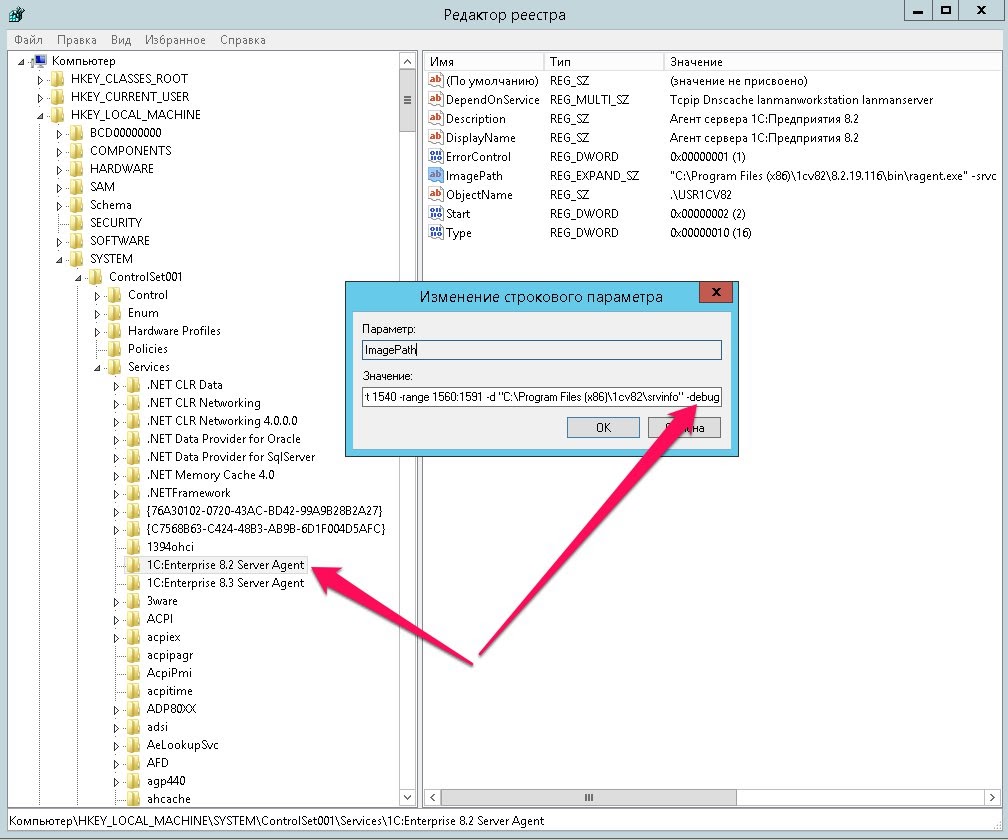 Редактор реестра
Файл Правка Вид Избранное Справка
Компьютер
HKEY_CLASSES_ROOT
HKEY_CURRENT_USER
HKEY_LOCAL_MACHINE
BCD00000000
COMPONENTS
HARDWARE
SAM
Schema
SECURITY
SOFTWARE
SYSTEM
ControlSet001
Control
Enum
Hardware Profiles
Policies
Services
.NET CLR Data
.NET CLR Networking
.NET CLR Networking 4.0.0.0
.NET Data Provider for Oracle
.NET Data Provider for SqlServer
.NET Memory Cache 4.0
.NETFramework
{76A30102-0720-43AC-BD42-99A9B28B2A27}
{C7568B63-C424-48B3-AB9B-6D1F004D5AFC}
1394ohci
1C:Enterprise 8.2 Server Agent
1C:Enterprise 8.3 Server Agent
3ware
ACPI
acpiex
acpipagr
AcpiPmi
acpitime
ADP80XX
adsi
AeLookupSvc
AFD
agp440
ahcache
Имя Тип Значение
(По умолчанию) REG_SZ (значение не присвоено)
DependOnService REG_MULTI_SZ Tcpip Dnscache lanmanworkstation lanmanserver
Description REG_SZ Агент сервера 1С:Предприятия 8.2
DisplayName REG_SZ Агент сервера 1С:Предприятия 8.2
ErrorControl REG_DWORD 0x00000001 (1)
ImagePath REG_EXPAND_SZ "C:\Program Files (x86)\1cv82\8.2.19.116\bin\ragent.exe" -srvc
ObjectName REG_SZ .\USR1CV82
Start REG_DWORD 0x00000002 (2)
Type REG_DWORD 0x00000010 (16)
Изменение строкового параметра
Параметр:
ImagePath
Значение:
t 1540 -range 1560:1591 -d "C:\Program Files (x86)\1cv82\srvinfo" -debug
OK
Компьютер\HKEY_LOCAL_MACHINE\SYSTEM\ControlSet001\Services\1C:Enterprise 8.2 Server Agent